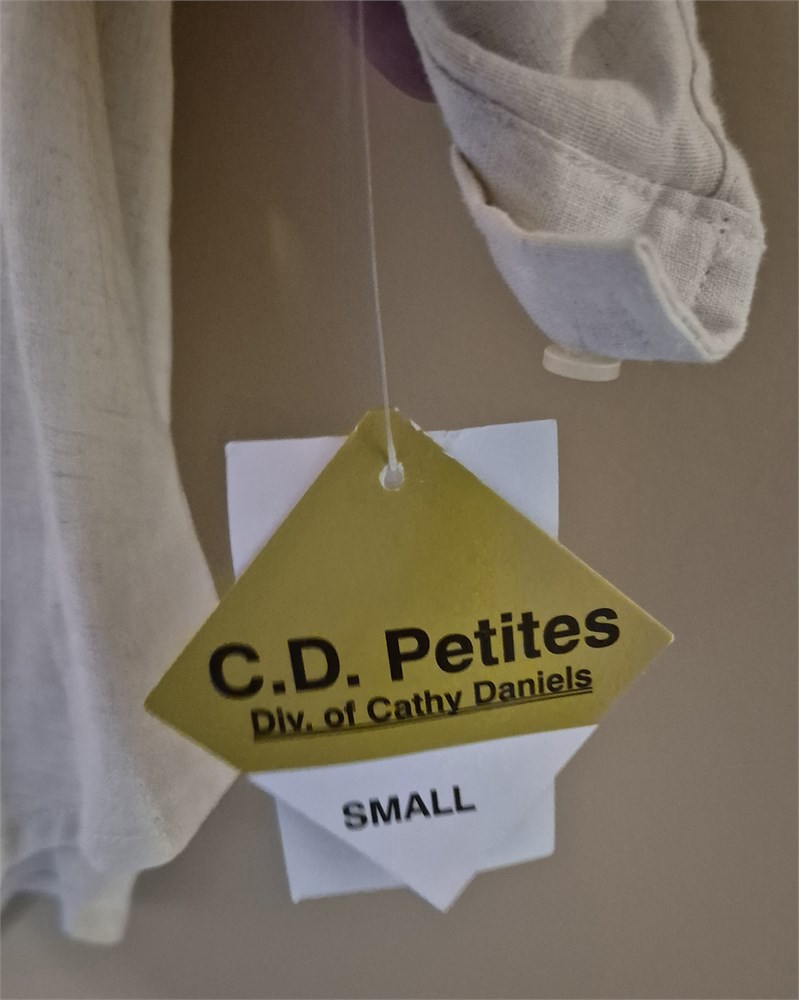 C.D. Petites
Div. of Cathy Daniels
SMALL